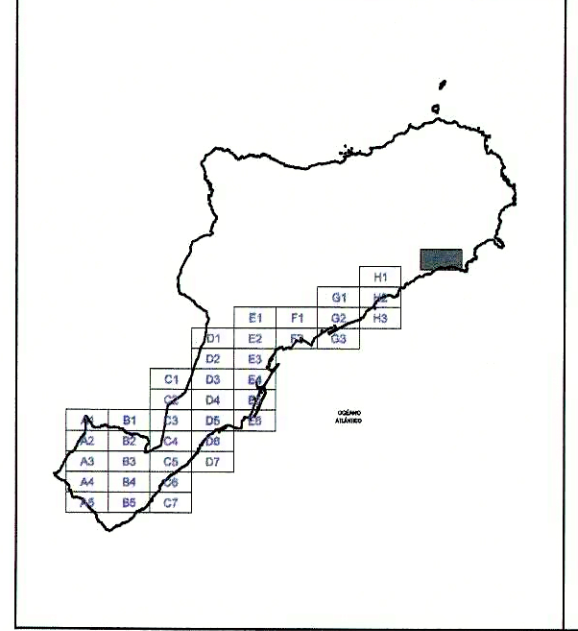 H1
G1 H2
E1 F1 G2 H3
D1 E2 F2 G3
D2 E3
C1 D3 E4
C2 D4
OCÉANO
ATLÁNTICO
A1 B1 C3 D5 E6
A2 B2 C4 D6
A3 B3 C5 D7
A4 B4 C6
A5 B5 C7